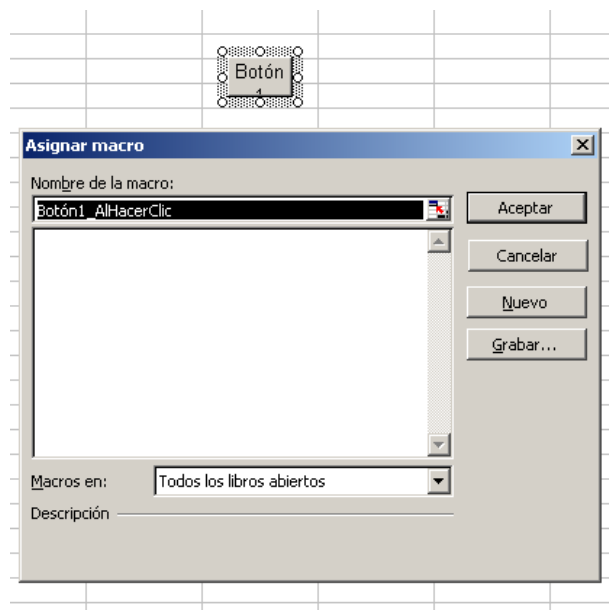 Botón
1
Asignar macro
Nombre de la macro:
Botón1_AlHacerClic
Aceptar
Cancelar
Nuevo
Grabar...
Macros en:
Todos los libros abiertos
Descripción